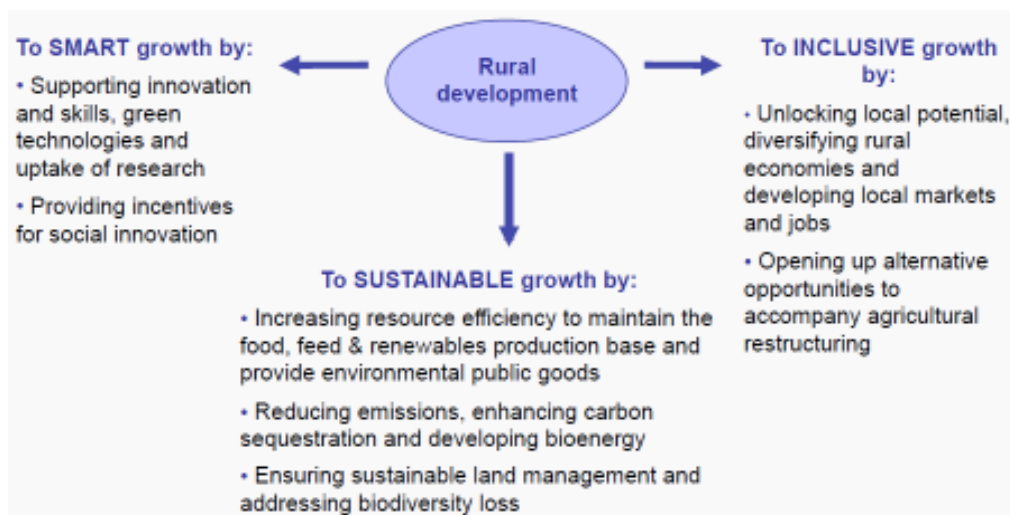 Rural
development
To SMART growth by:
• Supporting innovation
and skills, green
technologies and
uptake of research
• Providing incentives
for social innovation
To SUSTAINABLE growth by:
• Increasing resource efficiency to maintain the
food, feed & renewables production base and
provide environmental public goods
• Reducing emissions, enhancing carbon
sequestration and developing bioenergy
• Ensuring sustainable land management and
addressing biodiversity loss
To INCLUSIVE growth
by:
• Unlocking local potential,
diversifying rural
economies and
developing local markets
and jobs
• Opening up alternative
opportunities to
accompany agricultural
restructuring